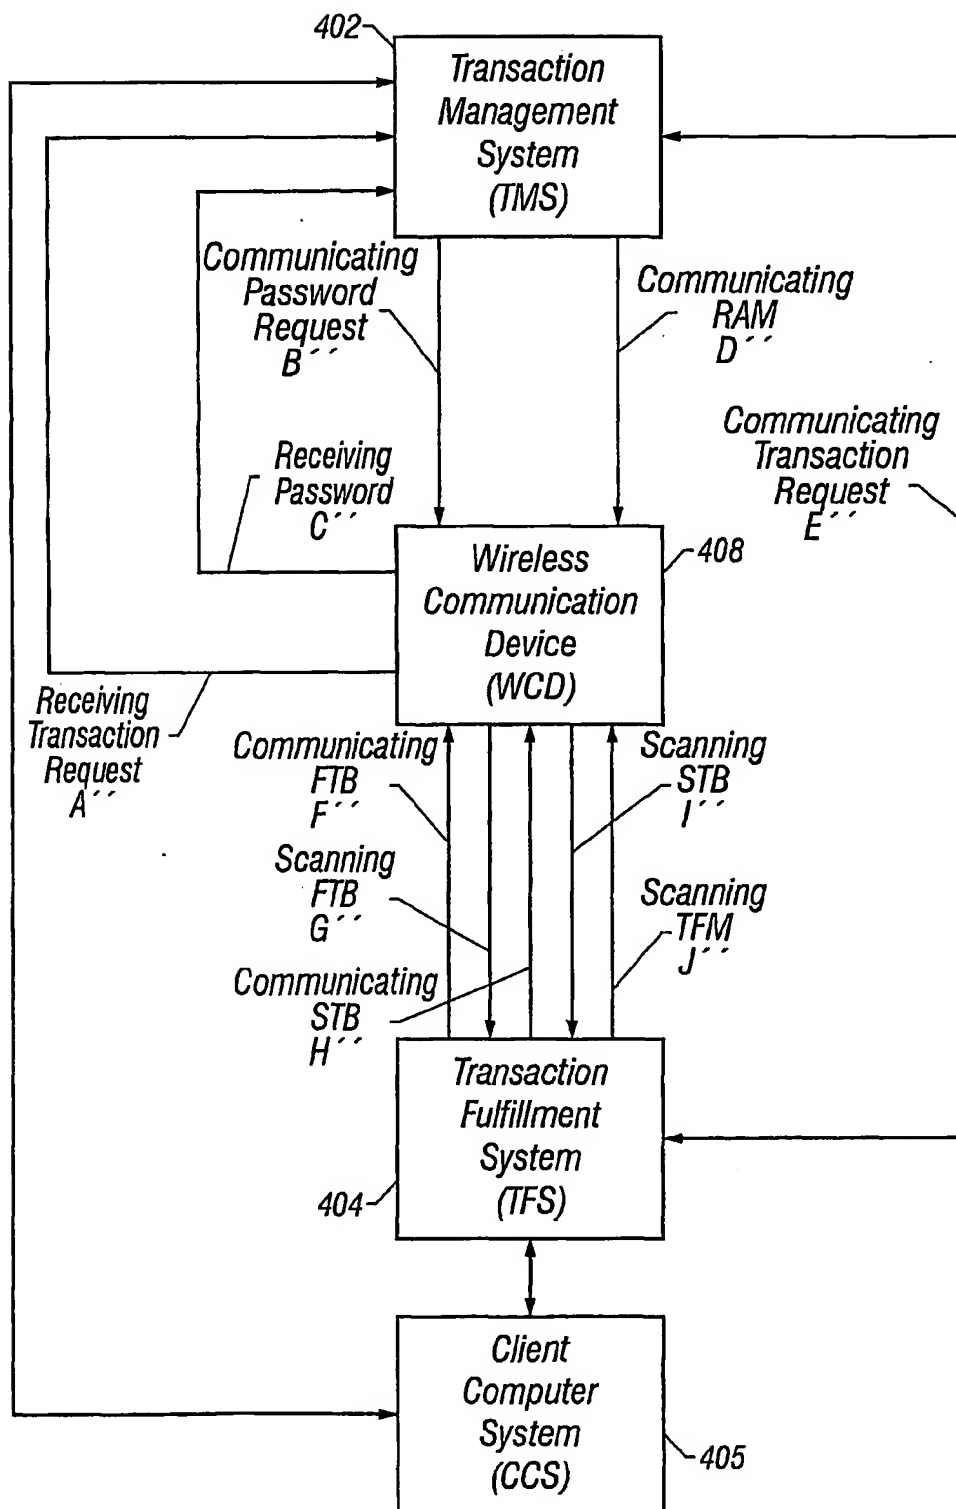 402
Transaction
Management
System
(TMS)
Communicating
Password
Request
B´´
Communicating
RAM
D´´
Communicating
Transaction
Request
E´´
Receiving
Password
C´´
Wireless
Communication
Device
(WCD)
408
Receiving
Transaction
Request
A´´
Communicating
FTB
F´´
Scanning
STB
I´´
Scanning
FTB
G´´
Scanning
TFM
J´´
Communicating
STB
H´´
Transaction
Fulfillment
System
(TFS)
404
Client
Computer
System
(CCS)
405